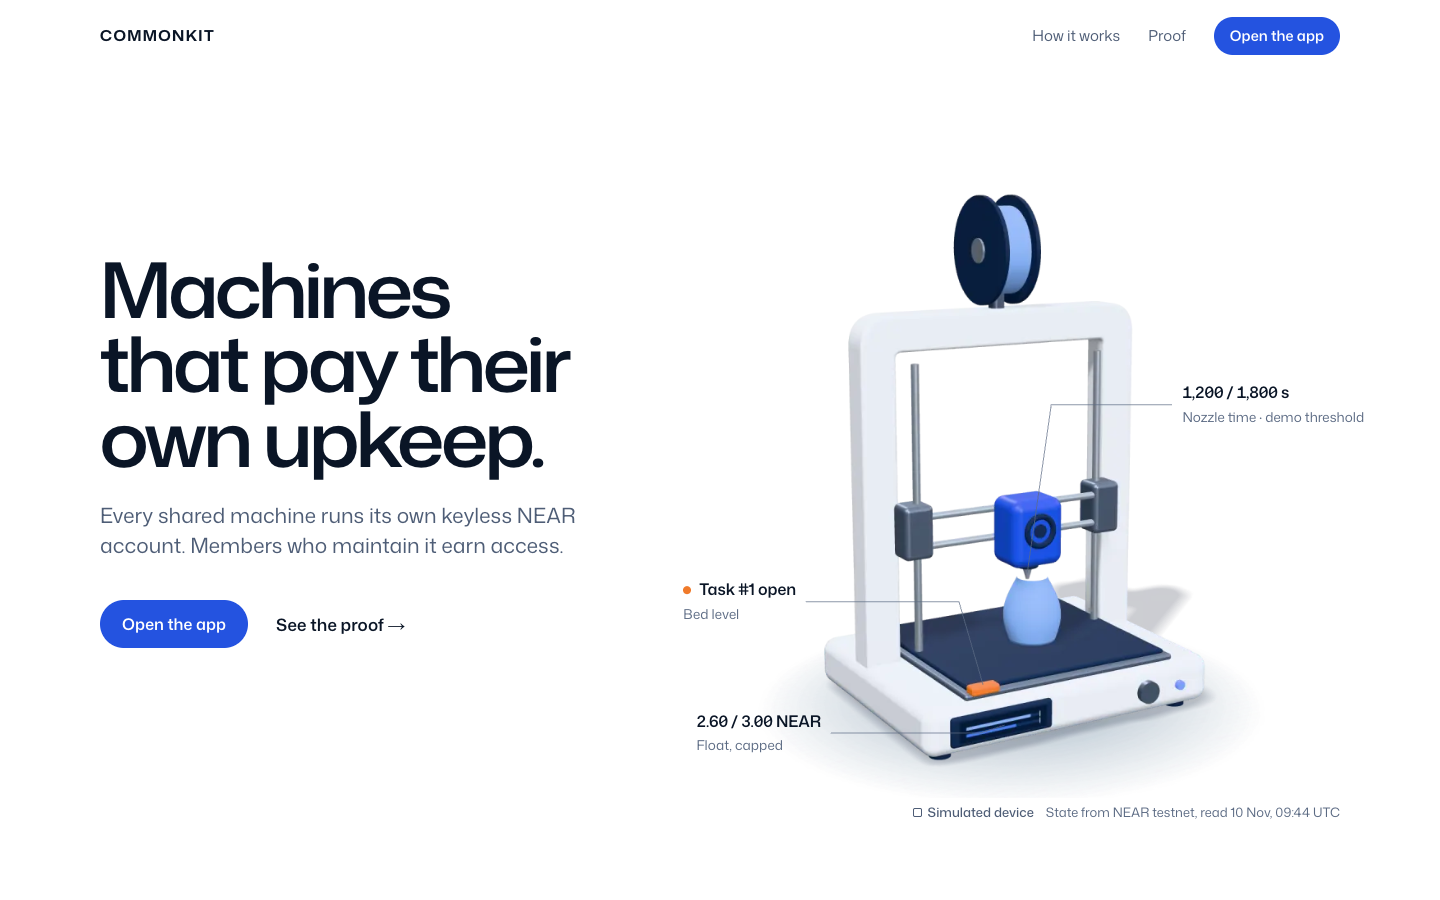 COMMONKIT
How it works
Proof
Open the app
Machines
that pay their
own upkeep.
Every shared machine runs its own keyless NEAR
account. Members who maintain it earn access.
Open the app
See the proof →
1,200 / 1,800 s
Nozzle time · demo threshold
Task #1 open
Bed level
2.60 / 3.00 NEAR
Float, capped
Simulated device
State from NEAR testnet, read 10 Nov, 09:44 UTC